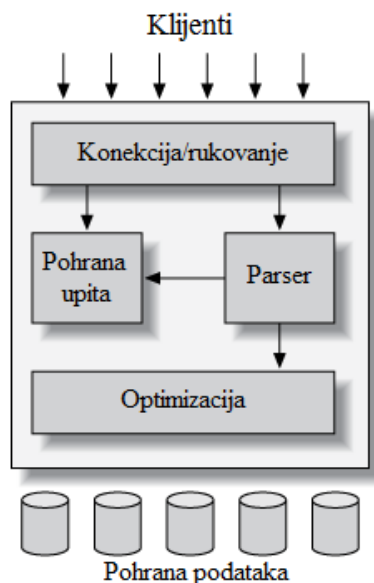 Klijenti
Konekcija/rukovanje
Pohrana
upita
Parser
Optimizacija
Pohrana podataka